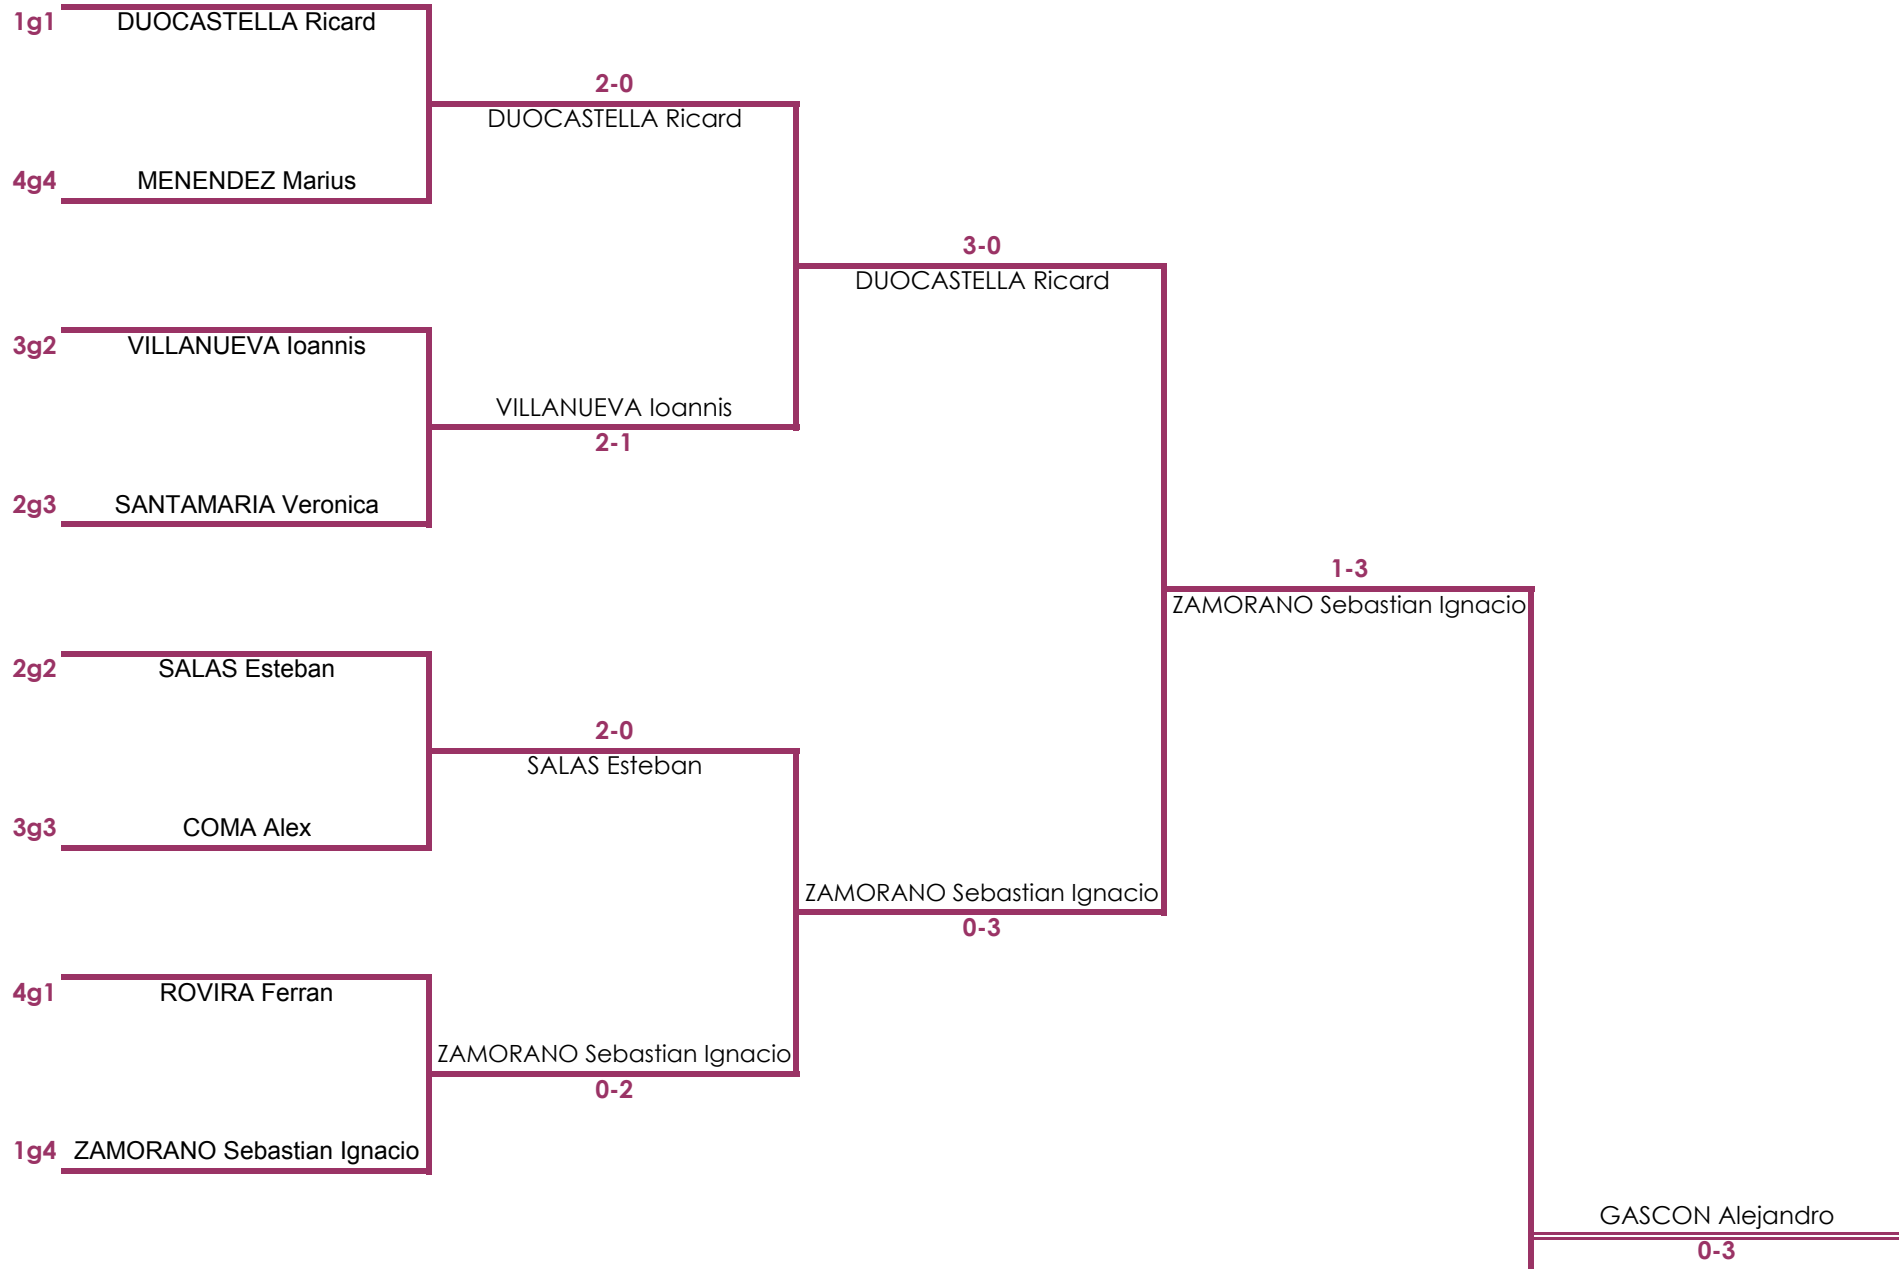 1g1 DUOCASTELLA Ricard
2-0
DUOCASTELLA Ricard
4g4 MENENDEZ Marius
3-0
DUOCASTELLA Ricard
3g2 VILLANUEVA Ioannis
VILLANUEVA Ioannis
2-1
2g3 SANTAMARIA Veronica
1-3
ZAMORANO Sebastian Ignacio
2g2 SALAS Esteban
2-0
SALAS Esteban
3g3 COMA Alex
ZAMORANO Sebastian Ignacio
0-3
4g1 ROVIRA Ferran
ZAMORANO Sebastian Ignacio
0-2
1g4 ZAMORANO Sebastian Ignacio
GASCON Alejandro
0-3